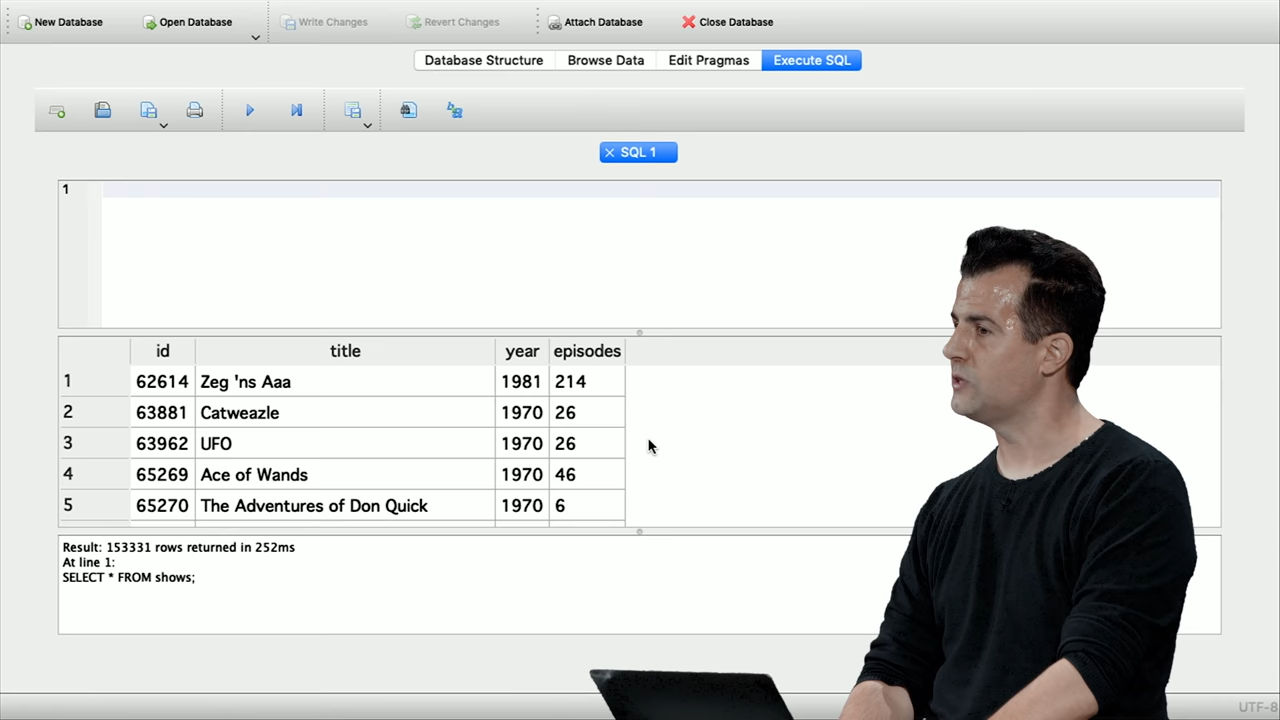 New Database Open Database Write Changes Revert Changes Attach Database Close Database
Database Structure Browse Data Edit Pragmas Execute SQL
SQL 1
1
id title year episodes
1 62614 Zeg 'ns Aaa 1981 214
2 63881 Catweazle 1970 26
3 63962 UFO 1970 26
4 65269 Ace of Wands 1970 46
5 65270 The Adventures of Don Quick 1970 6
Result: 153331 rows returned in 252ms
At line 1:
SELECT * FROM shows;
UTF-8